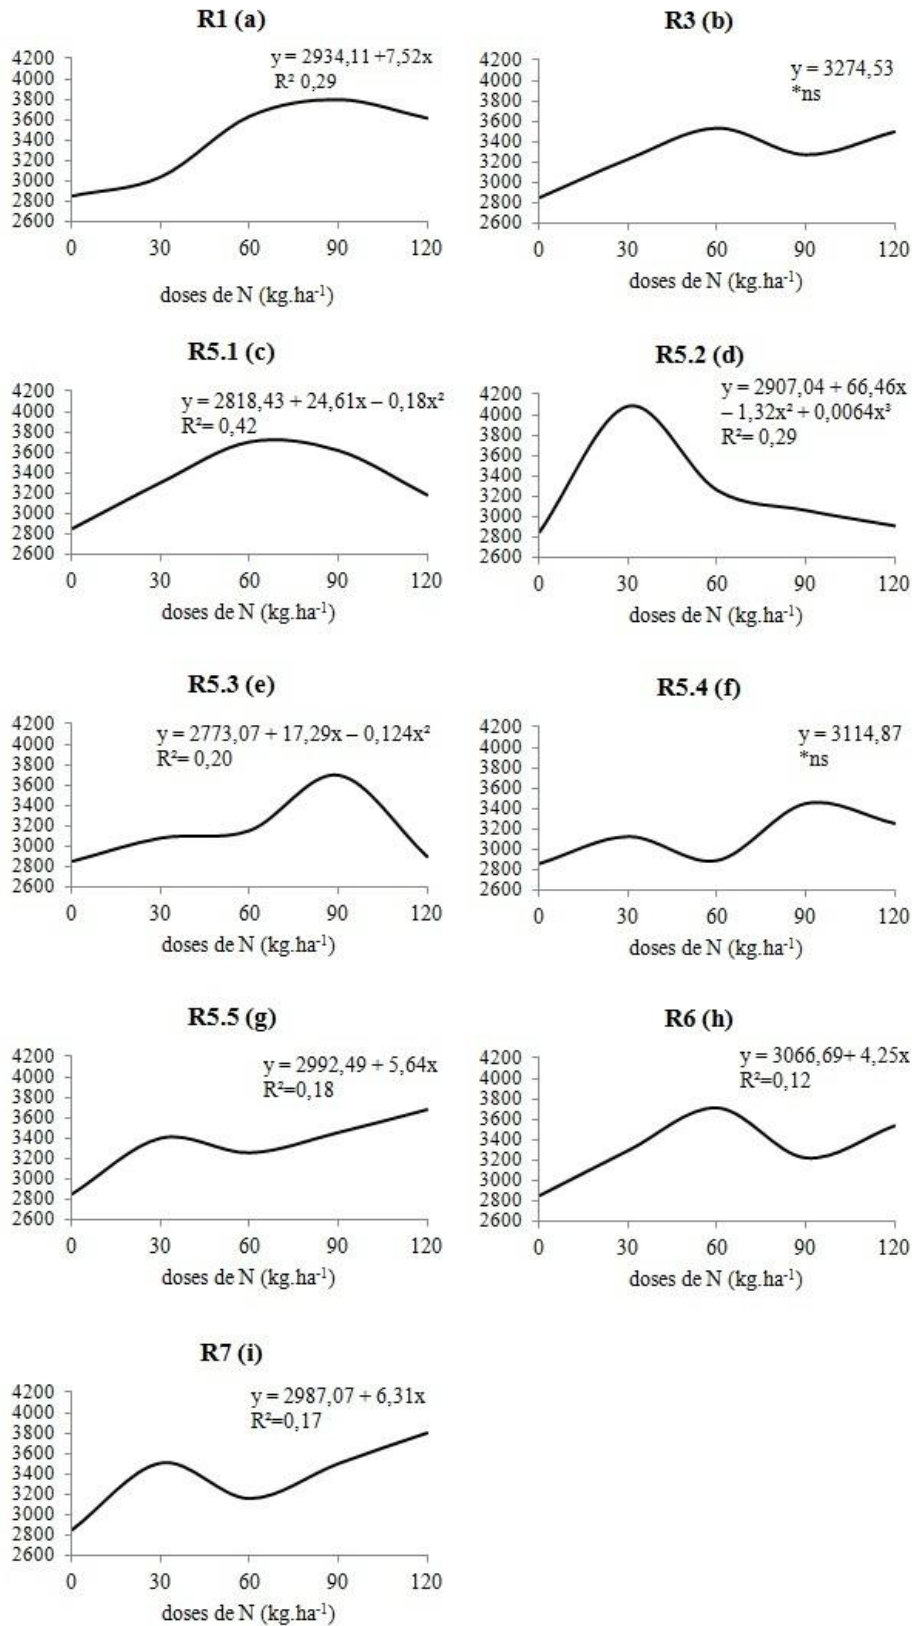 R1 (a)
y = 2934,11 +7,52x
R² 0,29
4200
4000
3800
3600
3400
3200
3000
2800
2600
0 30 60 90 120
doses de N (kg.ha⁻¹)
R3 (b)
y = 3274,53
*ns
4200
4000
3800
3600
3400
3200
3000
2800
2600
0 30 60 90 120
doses de N (kg.ha⁻¹)
R5.1 (c)
y = 2818,43 + 24,61x – 0,18x²
R²= 0,42
4200
4000
3800
3600
3400
3200
3000
2800
2600
0 30 60 90 120
doses de N (kg.ha⁻¹)
R5.2 (d)
y = 2907,04 + 66,46x
– 1,32x² + 0,0064x³
R²= 0,29
4200
4000
3800
3600
3400
3200
3000
2800
2600
0 30 60 90 120
doses de N (kg.ha⁻¹)
R5.3 (e)
y = 2773,07 + 17,29x – 0,124x²
R²= 0,20
4200
4000
3800
3600
3400
3200
3000
2800
2600
0 30 60 90 120
doses de N (kg.ha⁻¹)
R5.4 (f)
y = 3114,87
*ns
4200
4000
3800
3600
3400
3200
3000
2800
2600
0 30 60 90 120
doses de N (kg.ha⁻¹)
R5.5 (g)
y = 2992,49 + 5,64x
R²=0,18
4200
4000
3800
3600
3400
3200
3000
2800
2600
0 30 60 90 120
doses de N (kg.ha⁻¹)
R6 (h)
y = 3066,69+ 4,25x
R²=0,12
4200
4000
3800
3600
3400
3200
3000
2800
2600
0 30 60 90 120
doses de N (kg.ha⁻¹)
R7 (i)
y = 2987,07 + 6,31x
R²=0,17
4200
4000
3800
3600
3400
3200
3000
2800
2600
0 30 60 90 120
doses de N (kg.ha⁻¹)